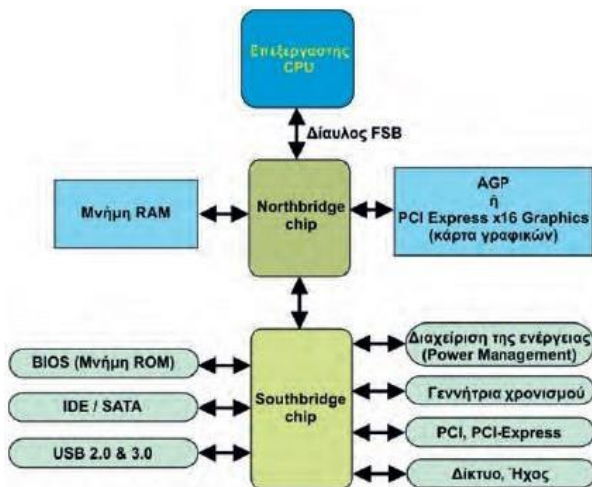 Επεξεργαστής
CPU
Δίαυλος FSB
Μνήμη RAM
Northbridge
chip
AGP
ή
PCI Express x16 Graphics
(κάρτα γραφικών)
BIOS (Μνήμη ROM)
IDE / SATA
USB 2.0 & 3.0
Southbridge
chip
Διαχείριση της ενέργειας
(Power Management)
Γεννήτρια χρονισμού
PCI, PCI-Express
Δίκτυο, Ήχος